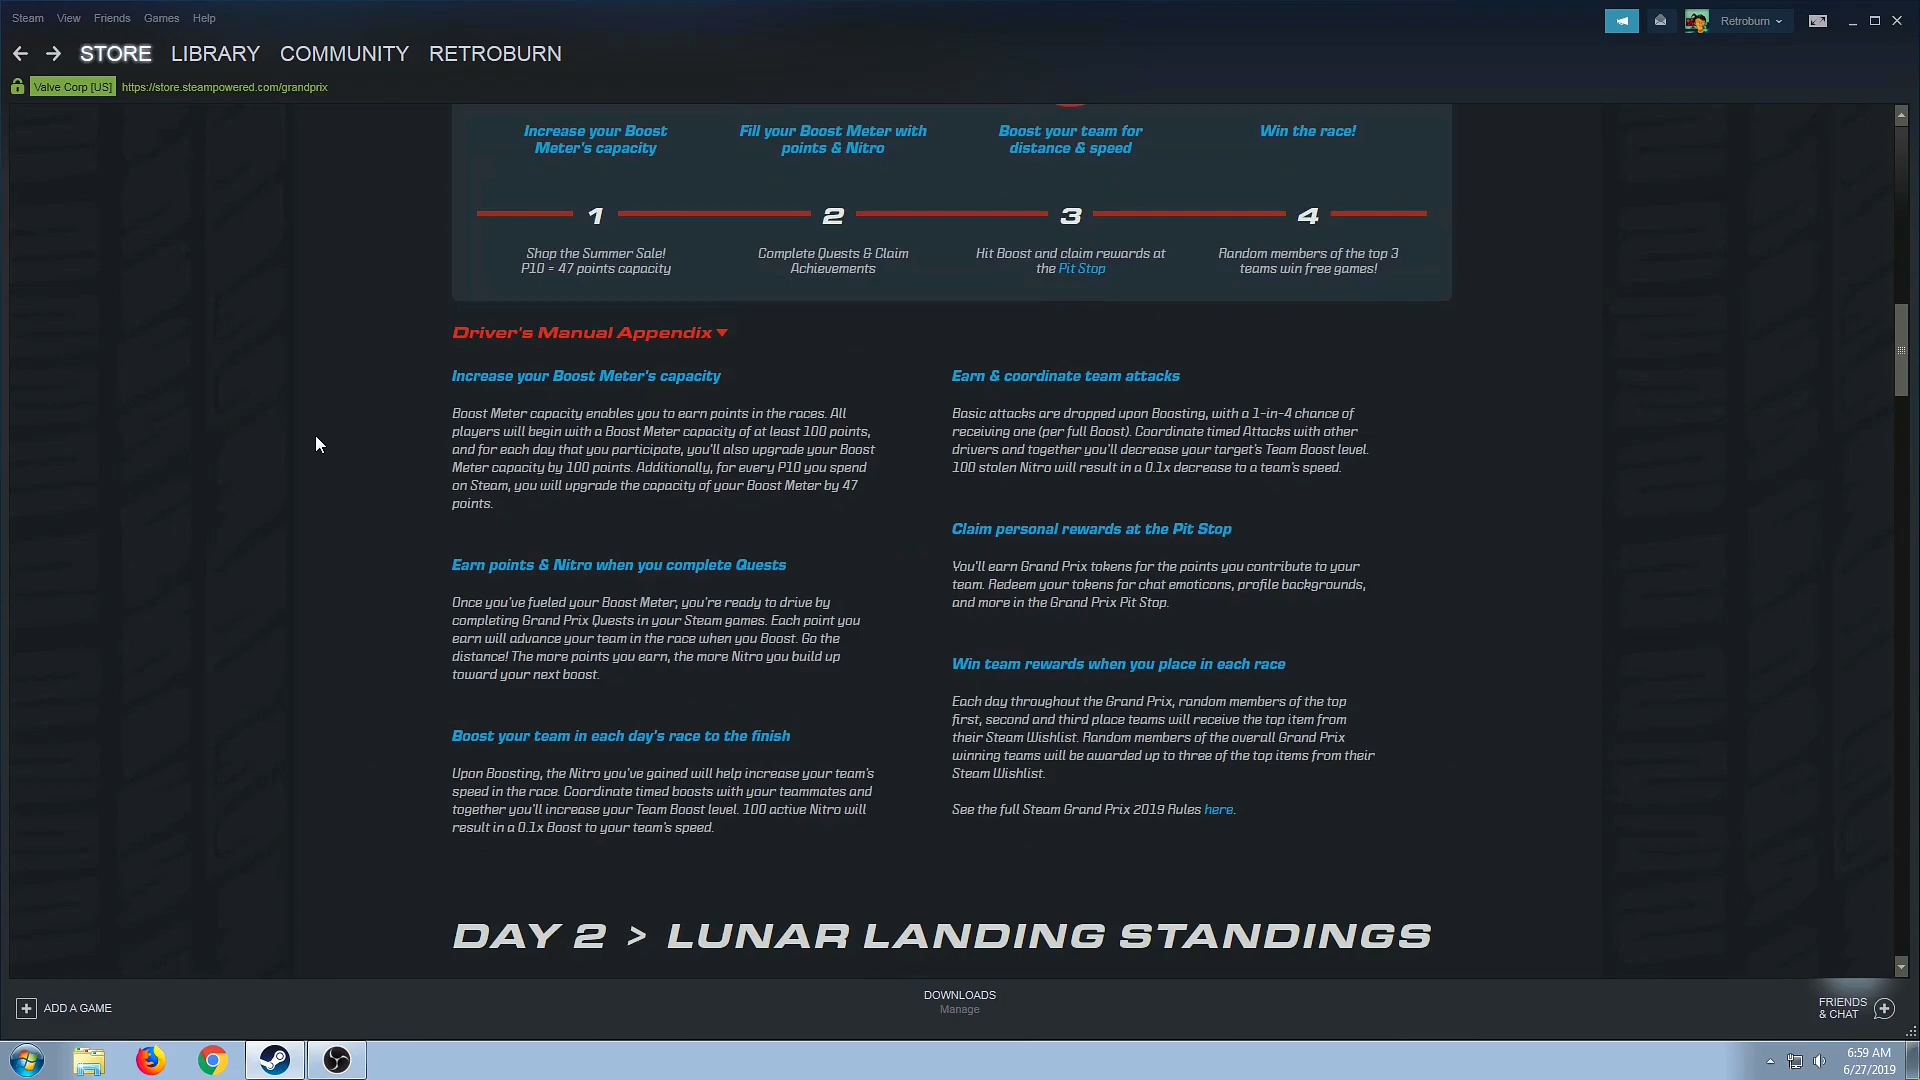 Steam View Friends Games Help
Retroburn
STORE LIBRARY COMMUNITY RETROBURN
Valve Corp [US] https://store.steampowered.com/grandprix
Increase your Boost
Meter's capacity
Fill your Boost Meter with
points & Nitro
Boost your team for
distance & speed
Win the race!
1 2 3 4
Shop the Summer Sale!
P10 = 47 points capacity
Complete Quests & Claim
Achievements
Hit Boost and claim rewards at
the Pit Stop
Random members of the top 3
teams win free games!
Driver's Manual Appendix
Increase your Boost Meter's capacity
Boost Meter capacity enables you to earn points in the races. All
players will begin with a Boost Meter capacity of at least 100 points,
and for each day that you participate, you'll also upgrade your Boost
Meter capacity by 100 points. Additionally, for every P10 you spend
on Steam, you will upgrade the capacity of your Boost Meter by 47
points.
Earn points & Nitro when you complete Quests
Once you've fueled your Boost Meter, you're ready to drive by
completing Grand Prix Quests in your Steam games. Each point you
earn will advance your team in the race when you Boost. Go the
distance! The more points you earn, the more Nitro you build up
toward your next boost.
Boost your team in each day's race to the finish
Upon Boosting, the Nitro you've gained will help increase your team's
speed in the race. Coordinate timed boosts with your teammates and
together you'll increase your Team Boost level. 100 active Nitro will
result in a 0.1x Boost to your team's speed.
Earn & coordinate team attacks
Basic attacks are dropped upon Boosting, with a 1-in-4 chance of
receiving one (per full Boost). Coordinate timed Attacks with other
drivers and together you'll decrease your target's Team Boost level.
100 stolen Nitro will result in a 0.1x decrease to a team's speed.
Claim personal rewards at the Pit Stop
You'll earn Grand Prix tokens for the points you contribute to your
team. Redeem your tokens for chat emoticons, profile backgrounds,
and more in the Grand Prix Pit Stop.
Win team rewards when you place in each race
Each day throughout the Grand Prix, random members of the top
first, second and third place teams will receive the top item from
their Steam Wishlist. Random members of the overall Grand Prix
winning teams will be awarded up to three of the top items from their
Steam Wishlist.
See the full Steam Grand Prix 2019 Rules here.
DAY 2 > LUNAR LANDING STANDINGS
ADD A GAME
DOWNLOADS
Manage
FRIENDS
& CHAT
6:59 AM
6/27/2019